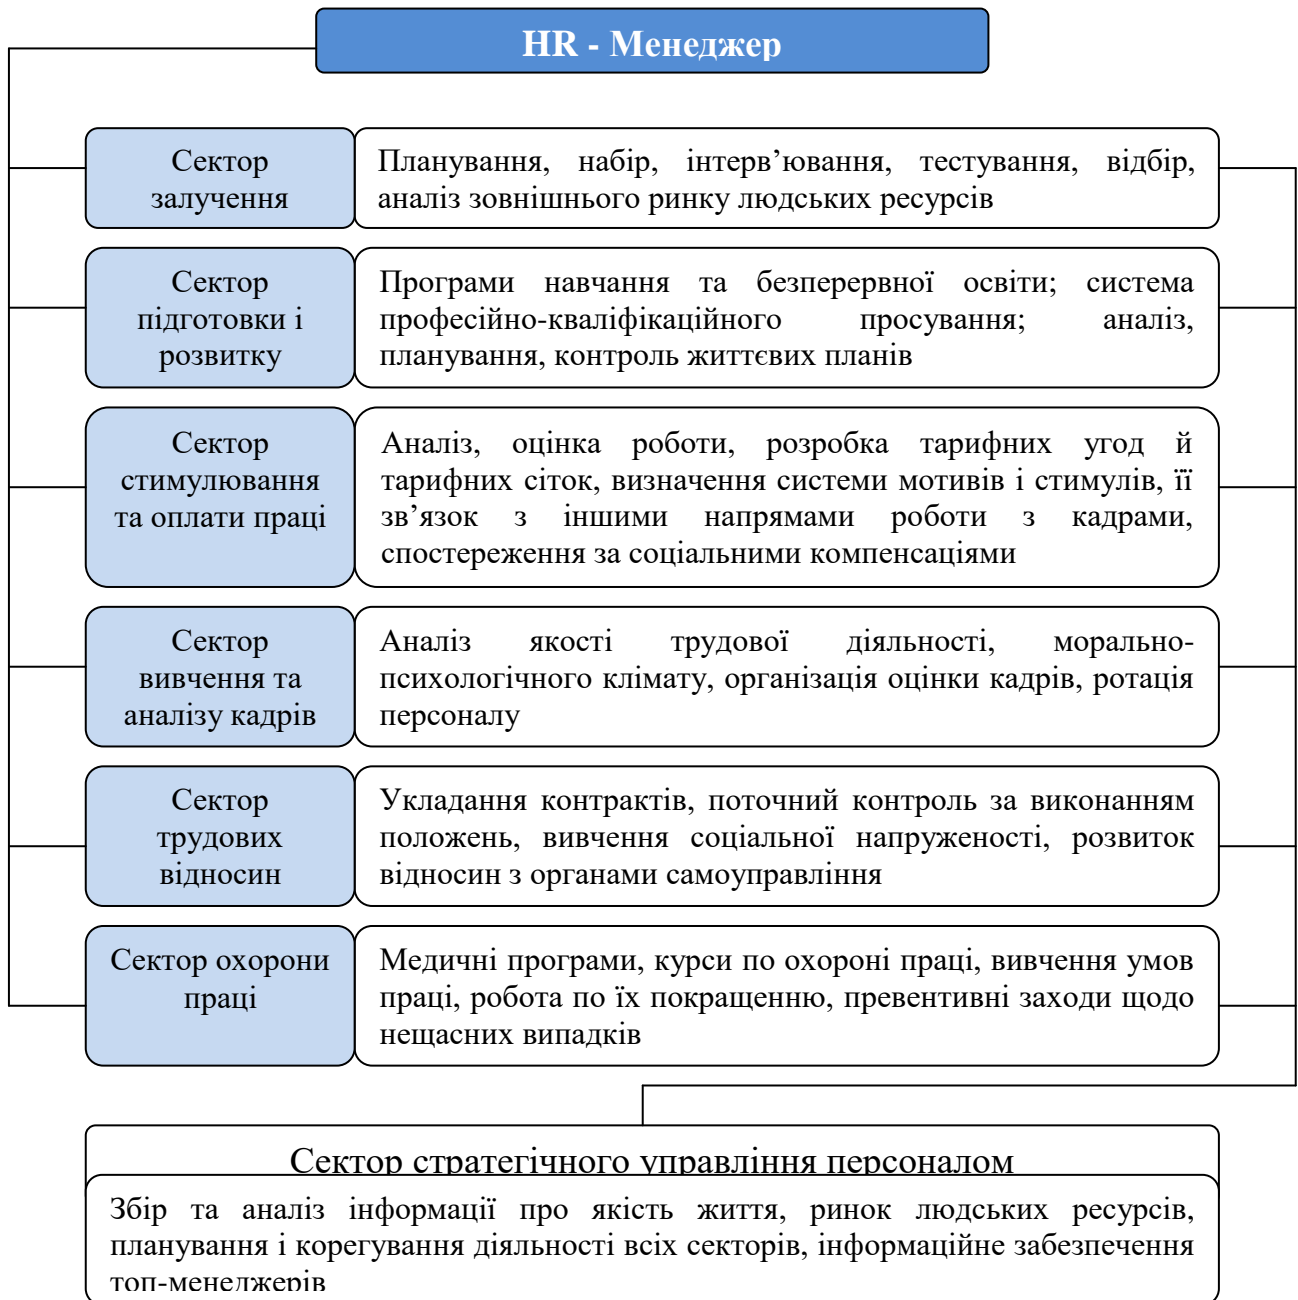 HR - Менеджер
Сектор
залучення
Планування, набір, інтерв’ювання, тестування, відбір,
аналіз зовнішнього ринку людських ресурсів
Сектор
підготовки і
розвитку
Програми навчання та безперервної освіти; система
професійно-кваліфікаційного просування; аналіз,
планування, контроль життєвих планів
Сектор
стимулювання
та оплати праці
Аналіз, оцінка роботи, розробка тарифних угод й
тарифних сіток, визначення системи мотивів і стимулів, її
зв’язок з іншими напрямами роботи з кадрами,
спостереження за соціальними компенсаціями
Сектор
вивчення та
аналізу кадрів
Аналіз якості трудової діяльності, морально-
психологічного клімату, організація оцінки кадрів, ротація
персоналу
Сектор
трудових
відносин
Укладання контрактів, поточний контроль за виконанням
положень, вивчення соціальної напруженості, розвиток
відносин з органами самоуправління
Сектор охорони
праці
Медичні програми, курси по охороні праці, вивчення умов
праці, робота по їх покращенню, превентивні заходи щодо
нещасних випадків
Сектор стратегічного управління персоналом
Збір та аналіз інформації про якість життя, ринок людських ресурсів,
планування і корегування діяльності всіх секторів, інформаційне забезпечення
топ-менеджерів